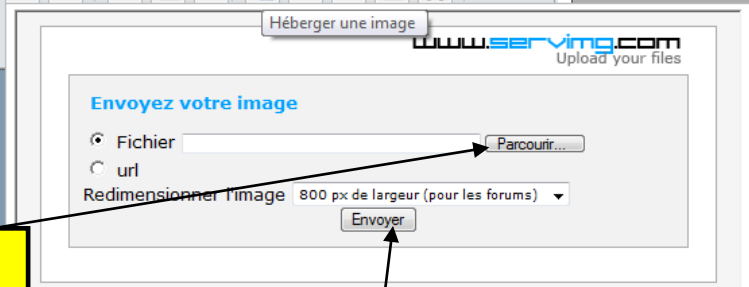 Héberger une image
www.servimg.com
Upload your files
Envoyez votre image
Fichier Parcourir...
url
Redimensionner l'image 800 px de largeur (pour les forums)
Envoyer